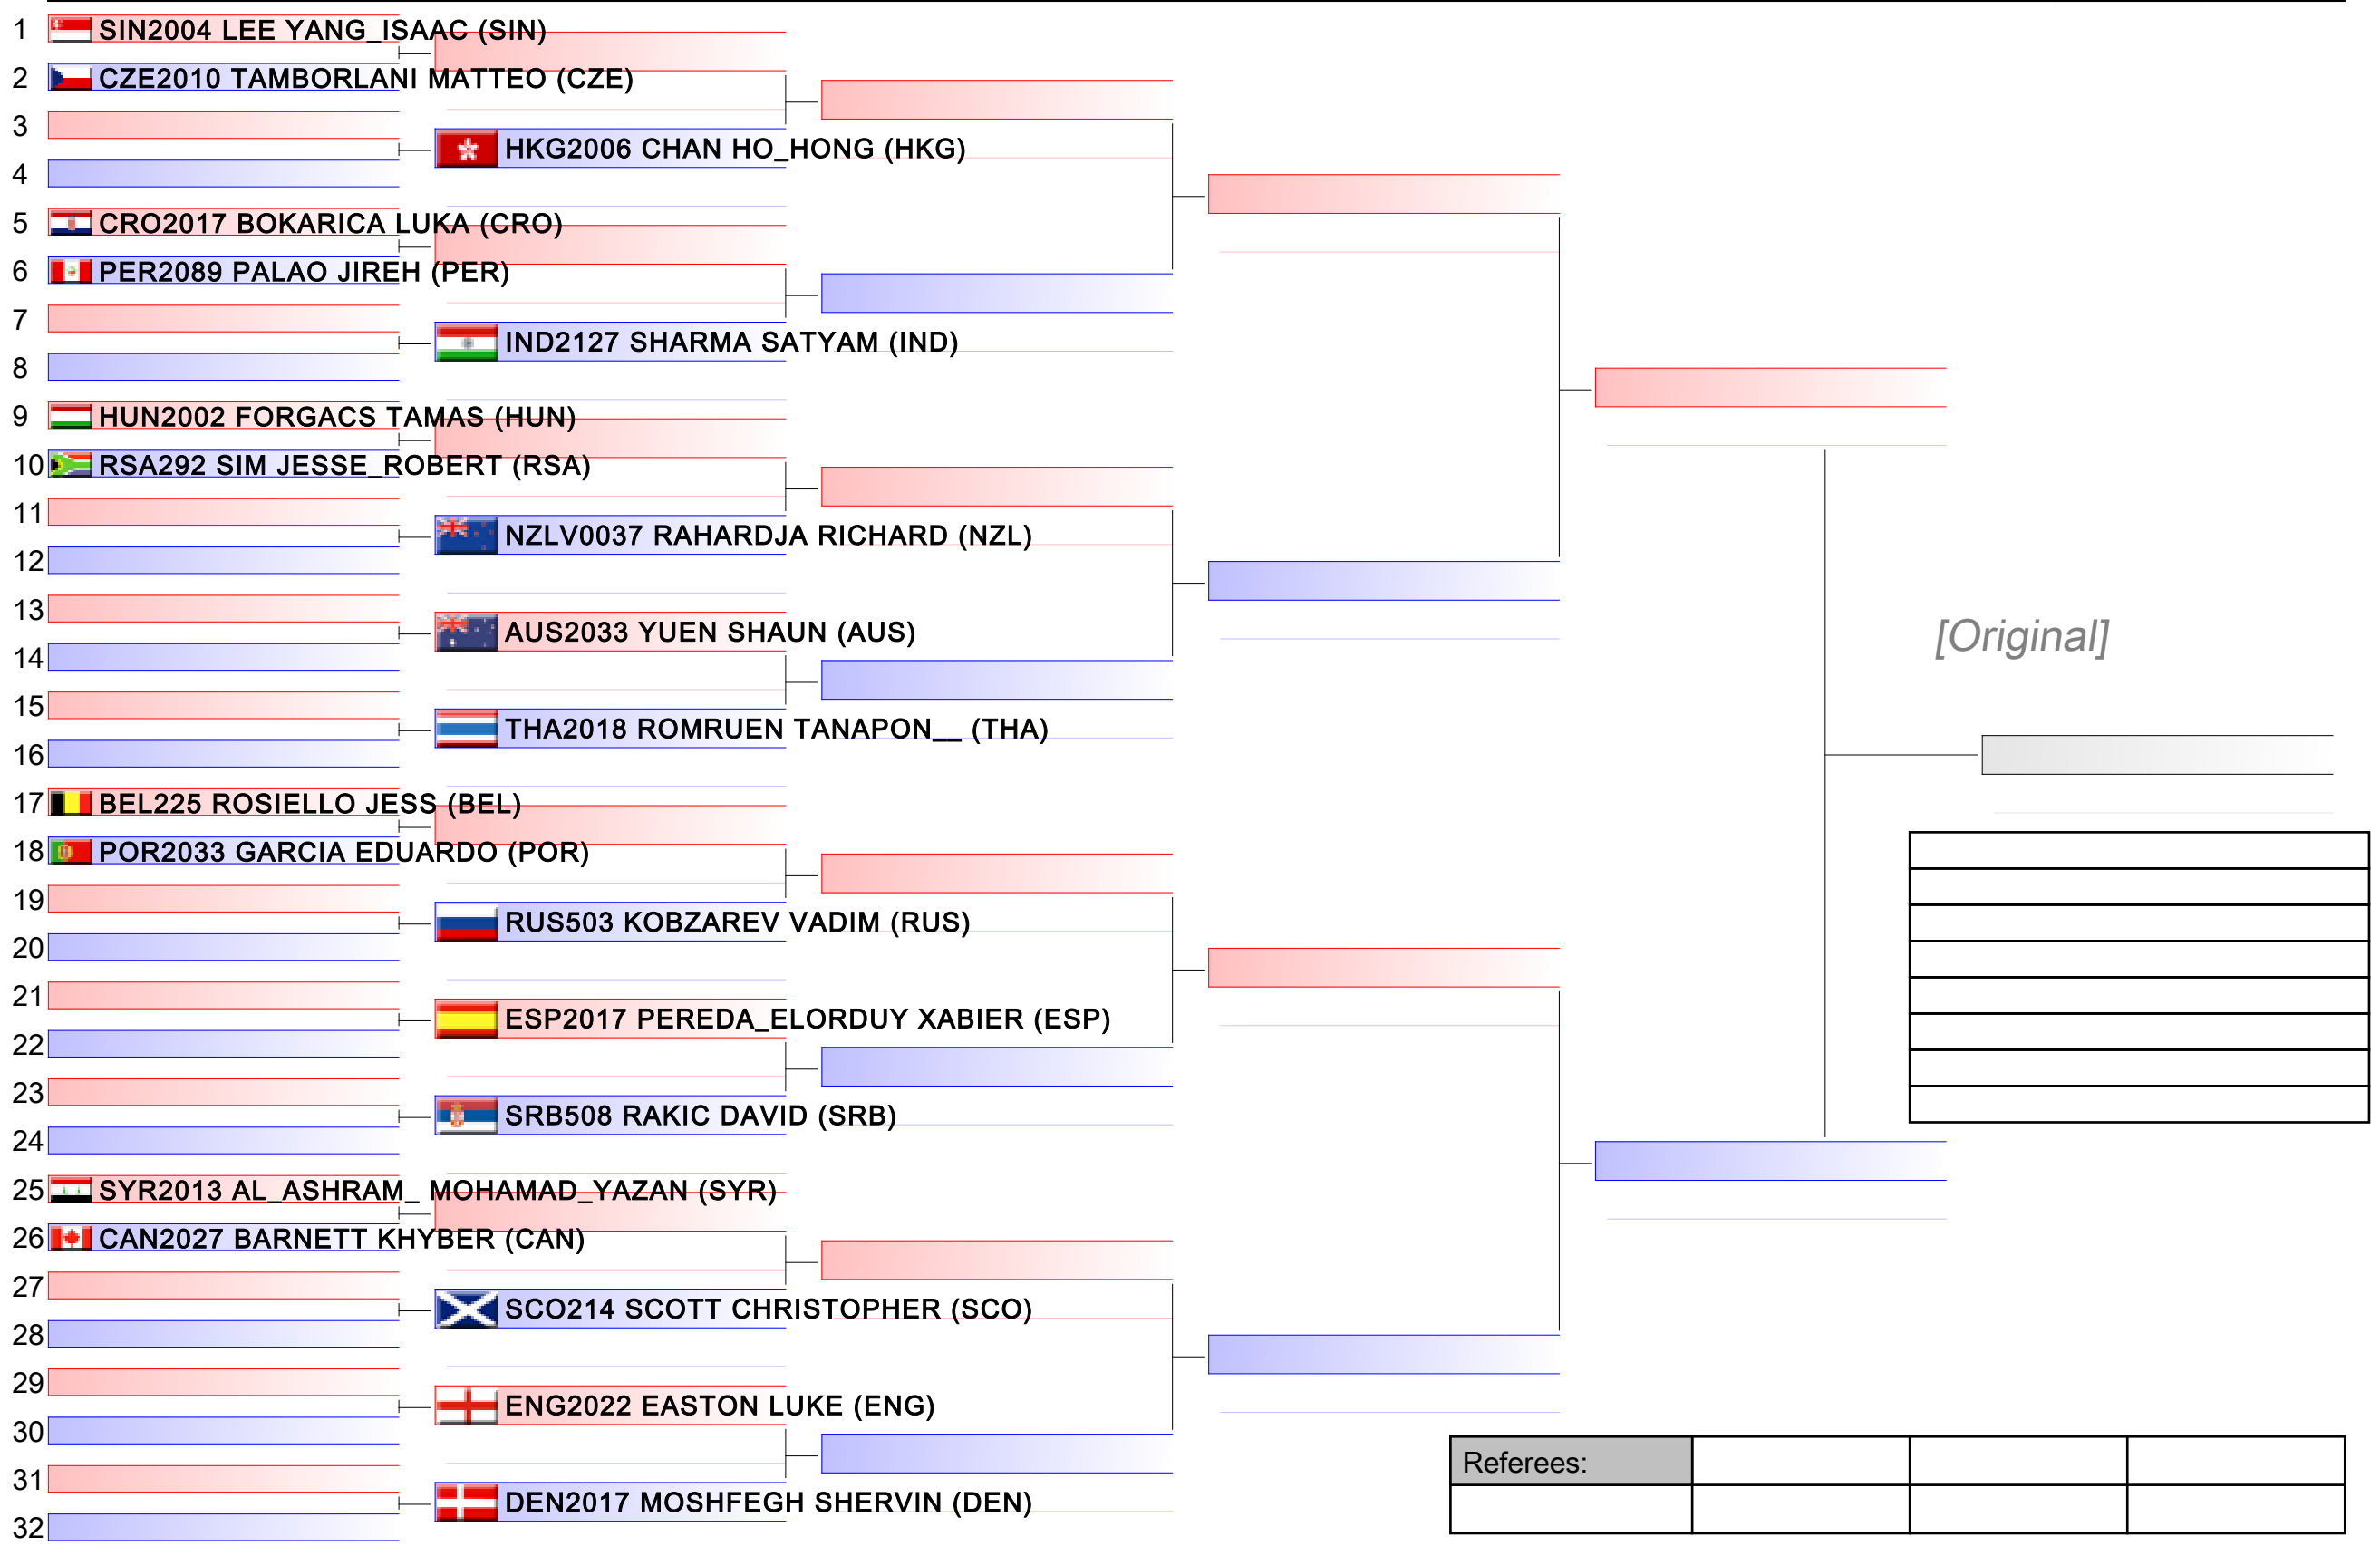 1 SIN2004 LEE YANG_ISAAC (SIN)
2 CZE2010 TAMBORLANI MATTEO (CZE)
3
HKG2006 CHAN HO_HONG (HKG)
4
5 CRO2017 BOKARICA LUKA (CRO)
6 PER2089 PALAO JIREH (PER)
7
IND2127 SHARMA SATYAM (IND)
8
9 HUN2002 FORGACS TAMAS (HUN)
10 RSA292 SIM JESSE_ROBERT (RSA)
11
NZLV0037 RAHARDJA RICHARD (NZL)
12
13
AUS2033 YUEN SHAUN (AUS)
[Original]
14
15
THA2018 ROMRUEN TANAPON__ (THA)
16
17 BEL225 ROSIELLO JESS (BEL)
18 POR2033 GARCIA EDUARDO (POR)
19
RUS503 KOBZAREV VADIM (RUS)
20
21
ESP2017 PEREDA_ELORDUY XABIER (ESP)
22
23
SRB508 RAKIC DAVID (SRB)
24
25 SYR2013 AL_ASHRAM_ MOHAMAD_YAZAN (SYR)
26 CAN2027 BARNETT KHYBER (CAN)
27
SCO214 SCOTT CHRISTOPHER (SCO)
28
29
ENG2022 EASTON LUKE (ENG)
30
Referees:
31
DEN2017 MOSHFEGH SHERVIN (DEN)
32